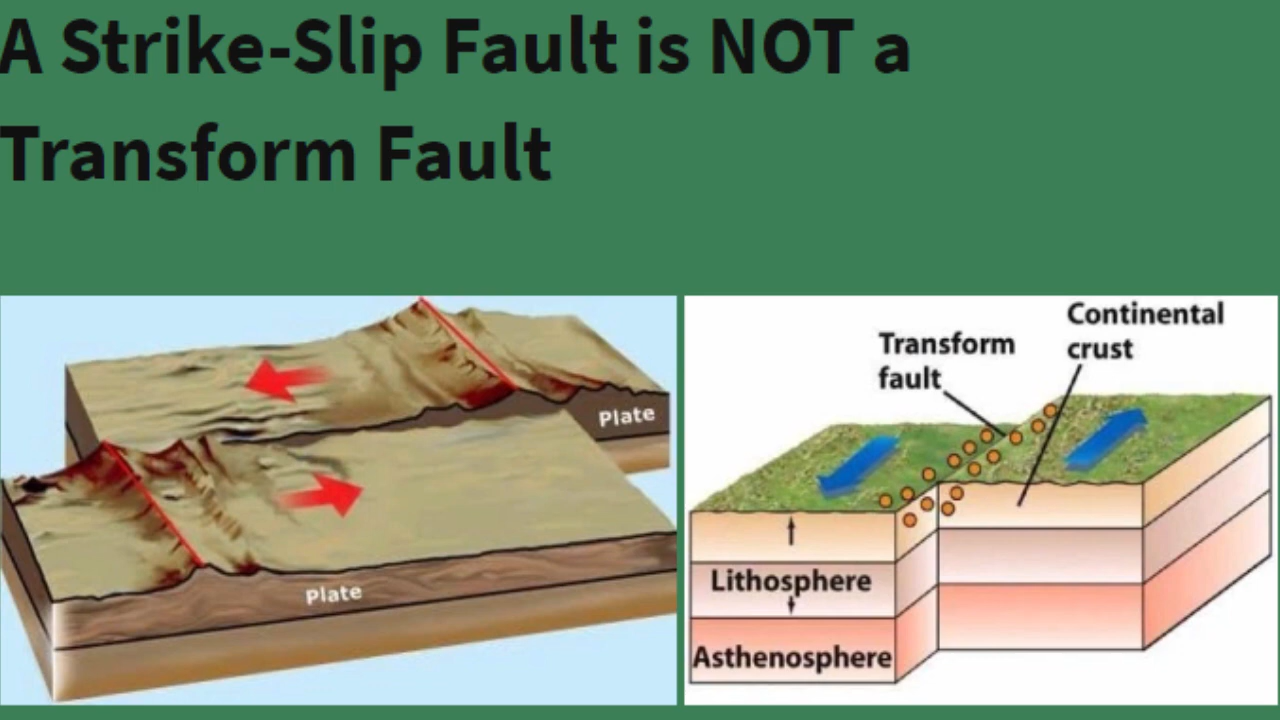 A Strike-Slip Fault is NOT a
Transform Fault
Plate
Plate
Transform
fault
Continental
crust
Lithosphere
Asthenosphere